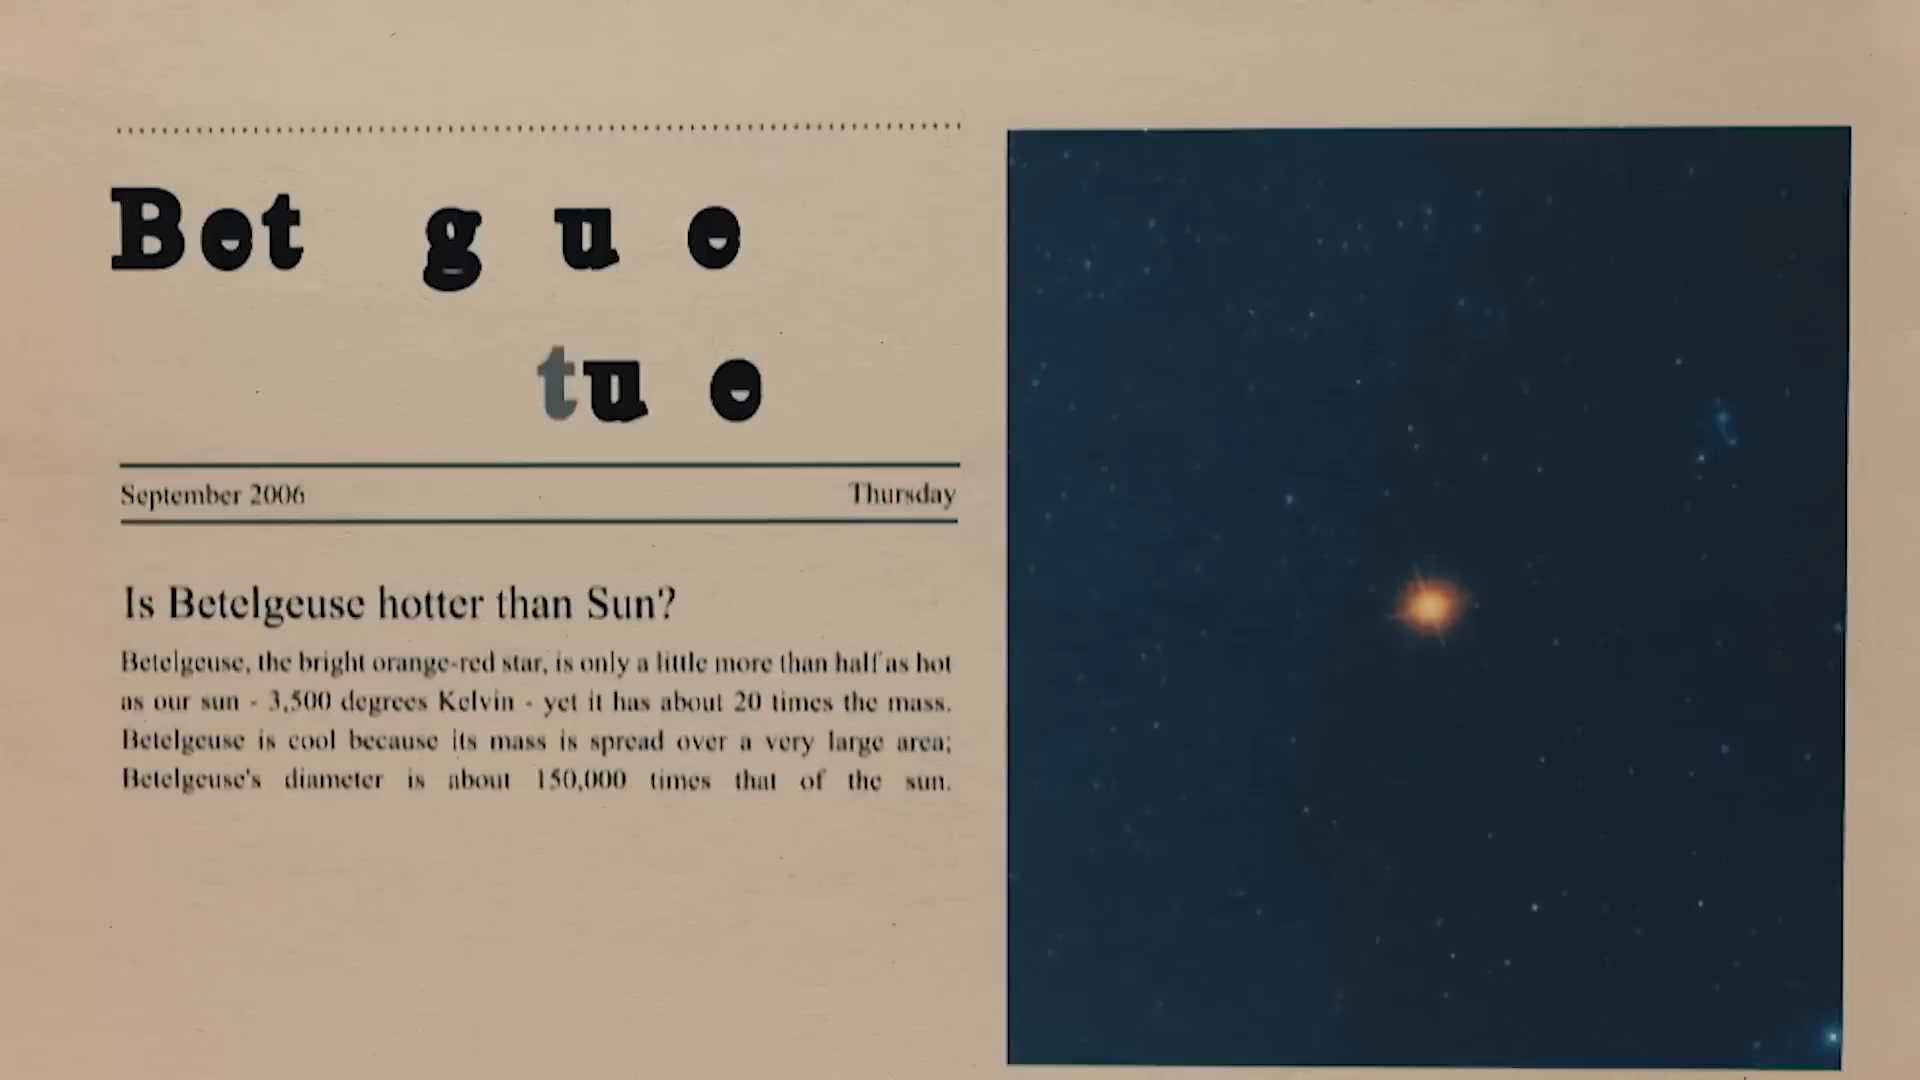 Bet g u e
tu e
September 2006 Thursday
Is Betelgeuse hotter than Sun?
Betelgeuse, the bright orange-red star, is only a little more than half as hot
as our sun - 3,500 degrees Kelvin - yet it has about 20 times the mass.
Betelgeuse is cool because its mass is spread over a very large area;
Betelgeuse's diameter is about 150,000 times that of the sun.